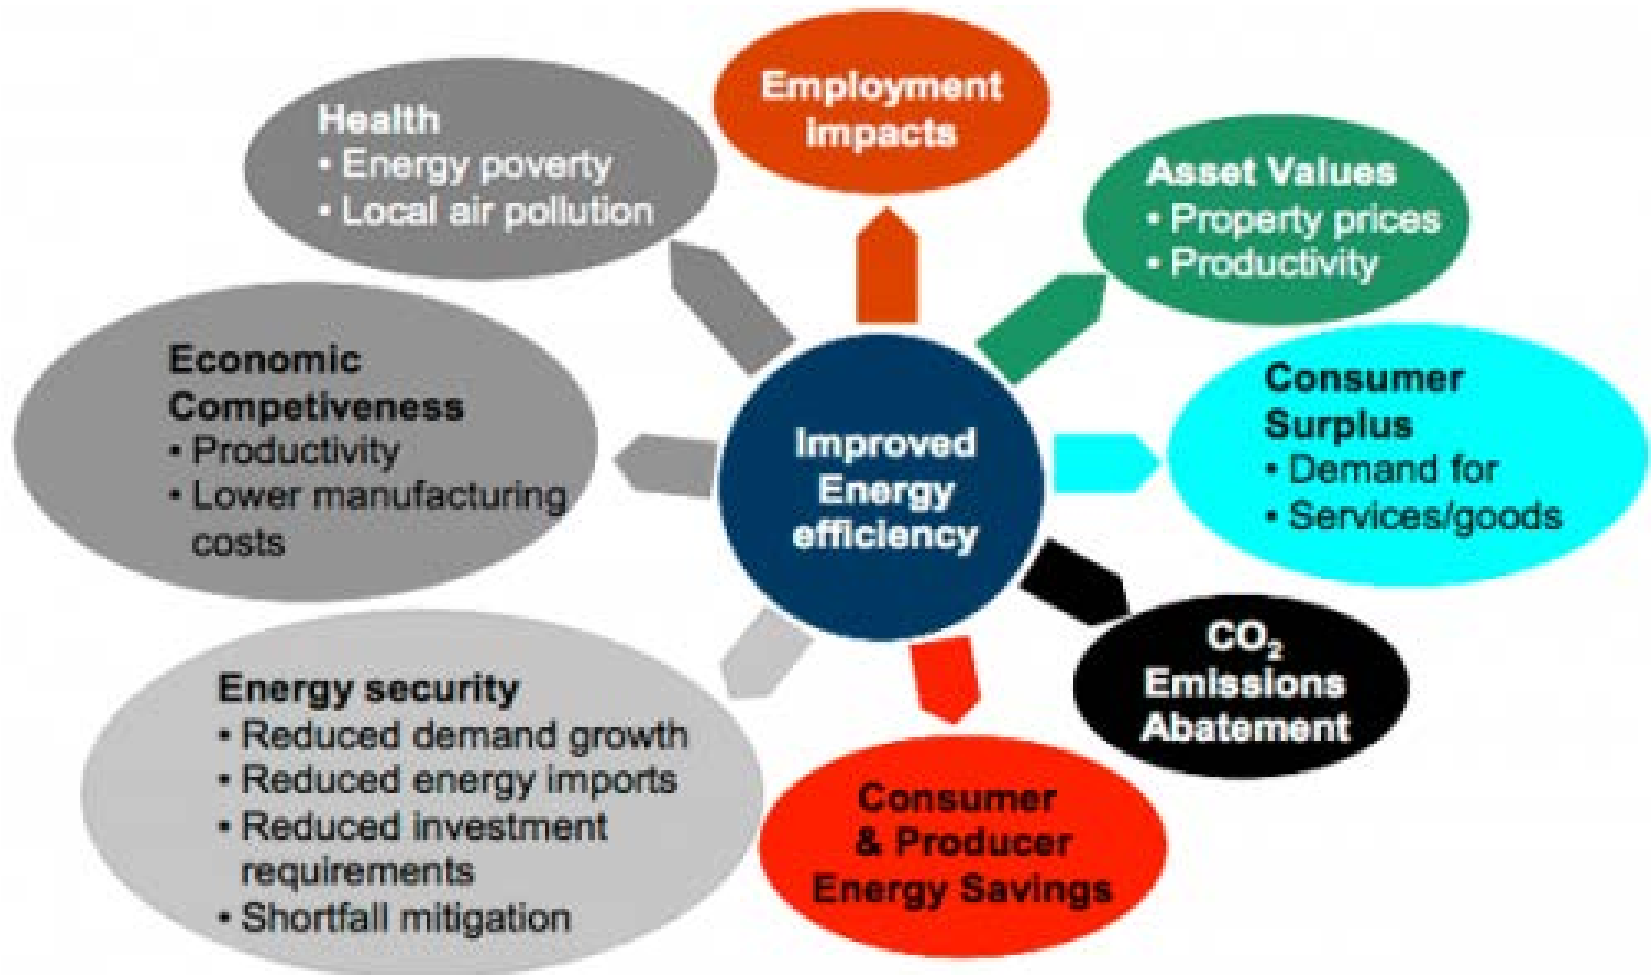 Employment
Impacts
Health
• Energy poverty
• Local air pollution
Asset Values
• Property prices
• Productivity
Economic
Competiveness
• Productivity
• Lower manufacturing
costs
Improved
Energy
efficiency
Consumer
Surplus
• Demand for
• Services/goods
CO₂
Emissions
Abatement
Energy security
• Reduced demand growth
• Reduced energy imports
• Reduced investment
requirements
• Shortfall mitigation
Consumer
& Producer
Energy Savings